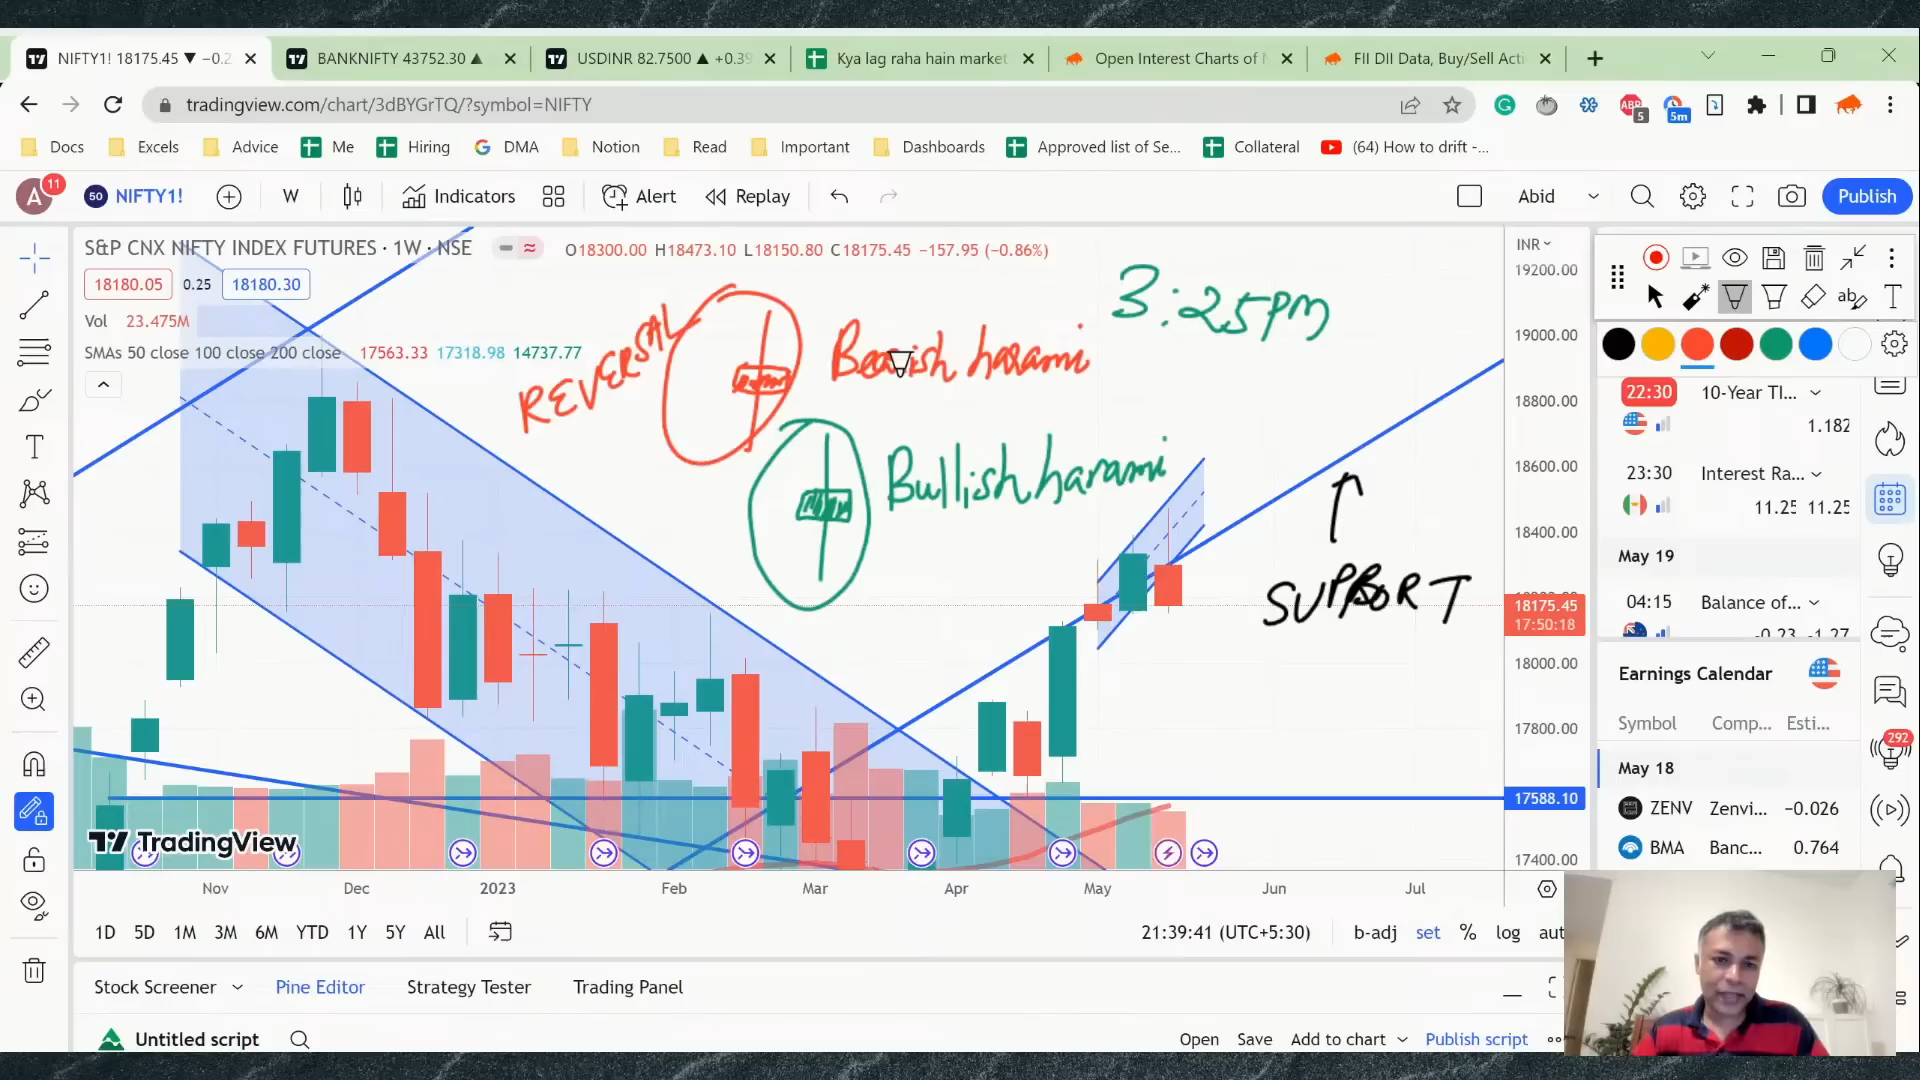 NIFTY1! 18175.45 ▼ −0.2
BANKNIFTY 43752.30 ▲
USDINR 82.7500 ▲ +0.39
Kya lag raha hain market
Open Interest Charts of N
FII DII Data, Buy/Sell Acti
tradingview.com/chart/3dBYGrTQ/?symbol=NIFTY
ABP 5 5m
Docs Excels Advice Me Hiring DMA Notion Read Important Dashboards Approved list of Se... Collateral (64) How to drift -...
A 11 50 NIFTY1! W Indicators Alert Replay Abid Publish
S&P CNX NIFTY INDEX FUTURES · 1W · NSE O18300.00 H18473.10 L18150.80 C18175.45 −157.95 (−0.86%)
18180.05 0.25 18180.30
Vol 23.475M
SMAs 50 close 100 close 200 close 17563.33 17318.98 14737.77
3:25pm
REVERSAL
Bearish harami
Bullish harami
SUPPORT
INR
19200.00
19000.00
18800.00
18600.00
18400.00
18175.45
17:50:18
18000.00
17800.00
17588.10
17400.00
22:30 10-Year TI...
1.182
23:30 Interest Ra...
11.25 11.25
May 19
04:15 Balance of...
-0.23 -1.27
Earnings Calendar
Symbol Comp... Esti...
May 18
ZENV Zenvi... −0.026
BMA Banc... 0.764
292
TradingView
Nov Dec 2023 Feb Mar Apr May Jun Jul
1D 5D 1M 3M 6M YTD 1Y 5Y All
21:39:41 (UTC+5:30) b-adj set % log aut
Stock Screener Pine Editor Strategy Tester Trading Panel
Untitled script
Open Save Add to chart Publish script